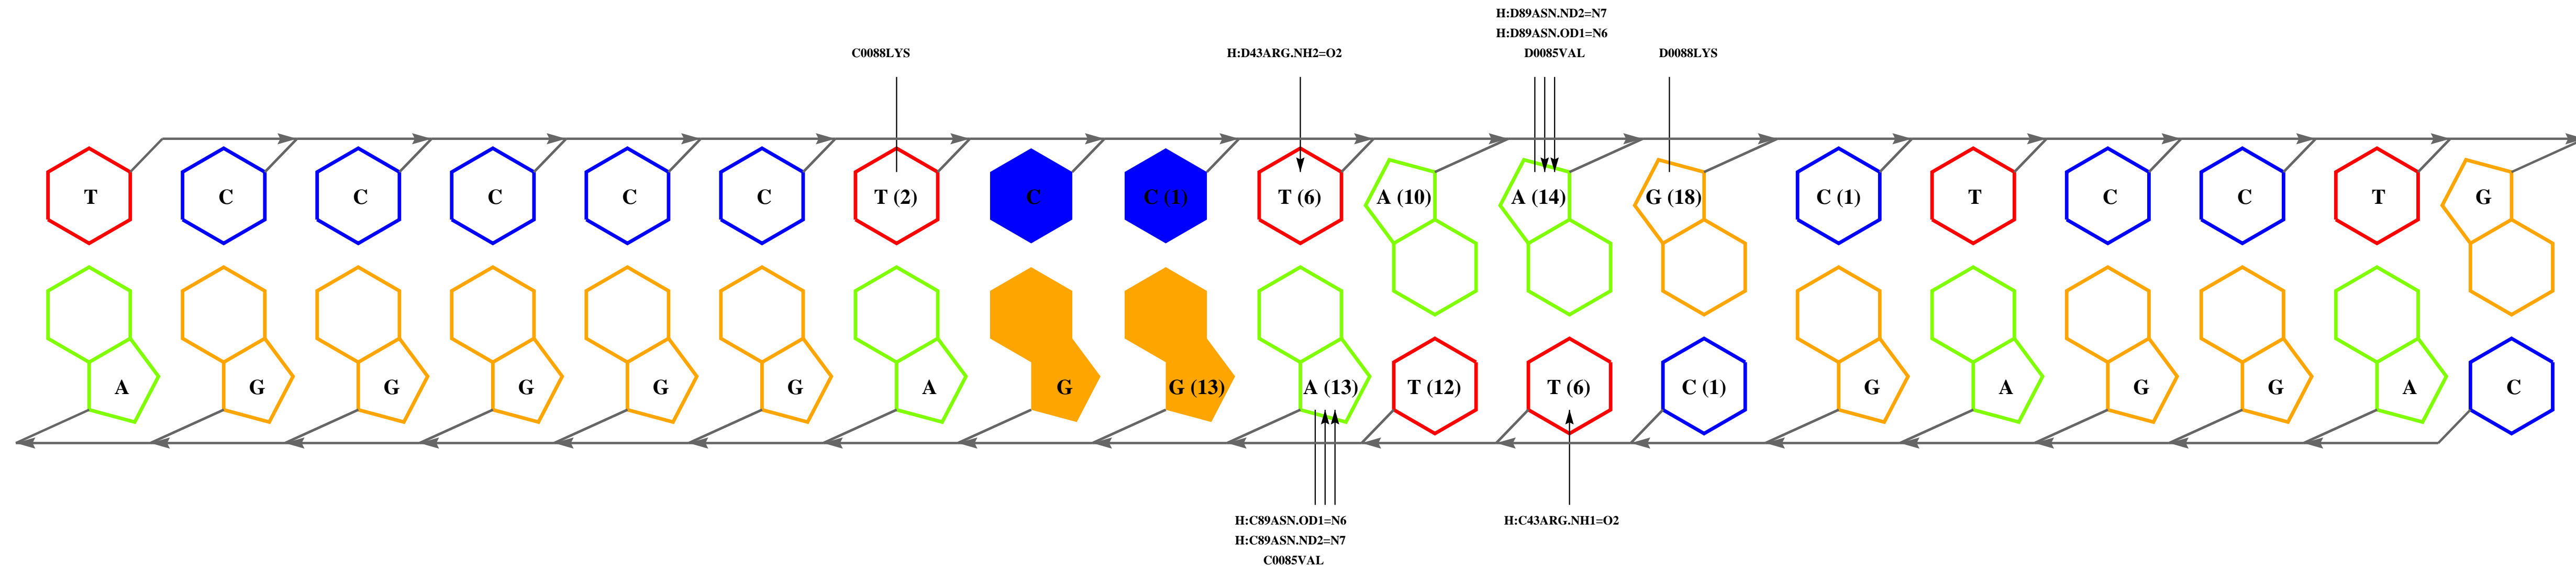 H:D89ASN.ND2=N7
H:D89ASN.OD1=N6
C0088LYS H:D43ARG.NH2=O2 D0085VAL D0088LYS
T C C C C C T (2) C C (1) T (6) A (10) A (14) G (18) C (1) T C C T G
A G G G G G A G G (13) A (13) T (12) T (6) C (1) G A G G A C
H:C89ASN.OD1=N6 H:C43ARG.NH1=O2
H:C89ASN.ND2=N7
C0085VAL